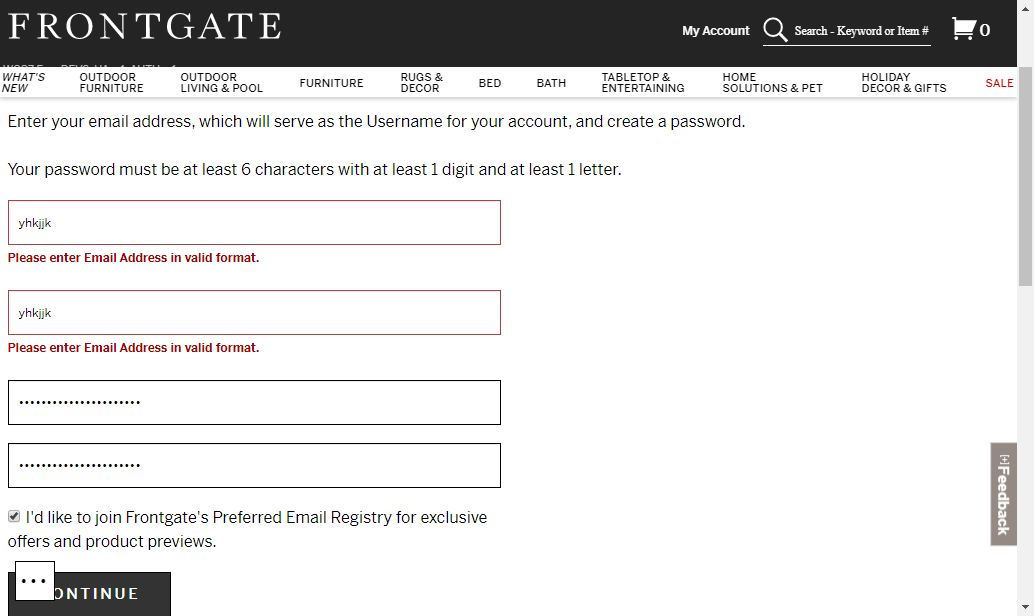 FRONTGATE
My Account
Search - Keyword or Item #
0
WHAT'S NEW
OUTDOOR FURNITURE
OUTDOOR LIVING & POOL
FURNITURE
RUGS & DECOR
BED
BATH
TABLETOP & ENTERTAINING
HOME SOLUTIONS & PET
HOLIDAY DECOR & GIFTS
SALE
Enter your email address, which will serve as the Username for your account, and create a password.
Your password must be at least 6 characters with at least 1 digit and at least 1 letter.
yhkjjk
Please enter Email Address in valid format.
yhkjjk
Please enter Email Address in valid format.
••••••••••••••••••••••
••••••••••••••••••••••
I'd like to join Frontgate's Preferred Email Registry for exclusive
offers and product previews.
[+]Feedback
...
ONTINUE